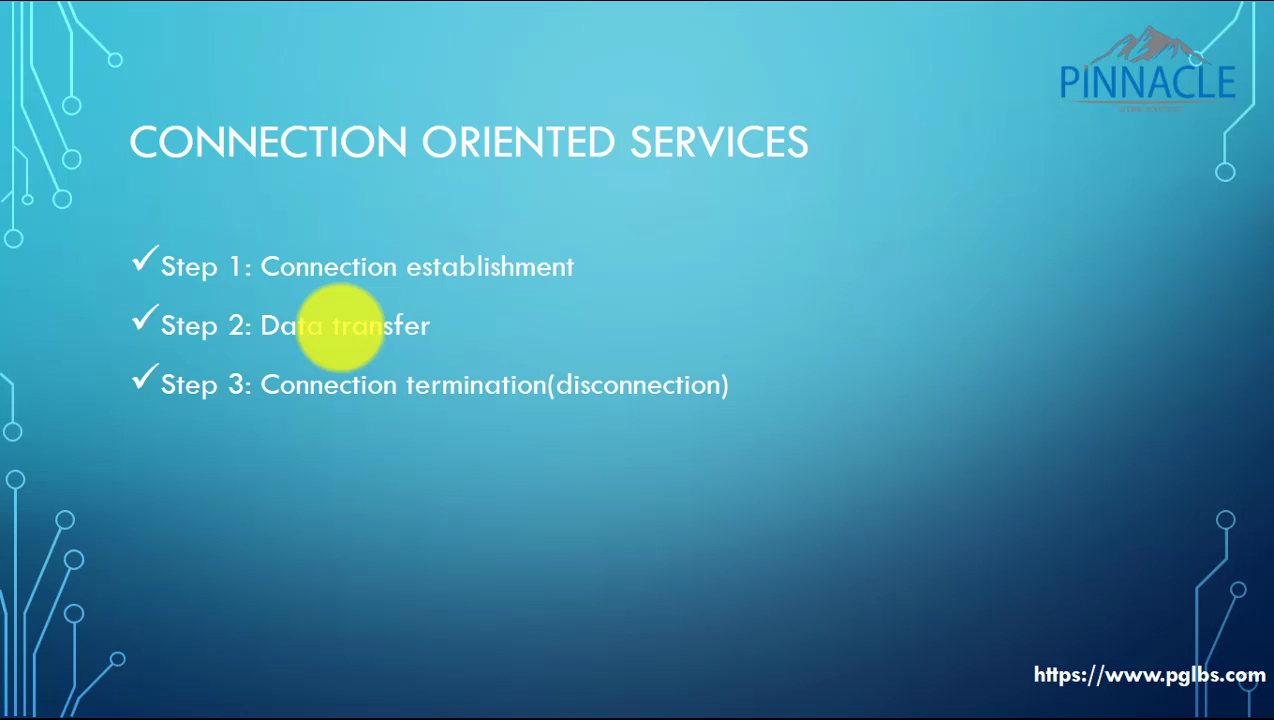 PINNACLE
CONNECTION ORIENTED SERVICES
✓Step 1: Connection establishment
✓Step 2: Data transfer
✓Step 3: Connection termination(disconnection)
https://www.pglbs.com